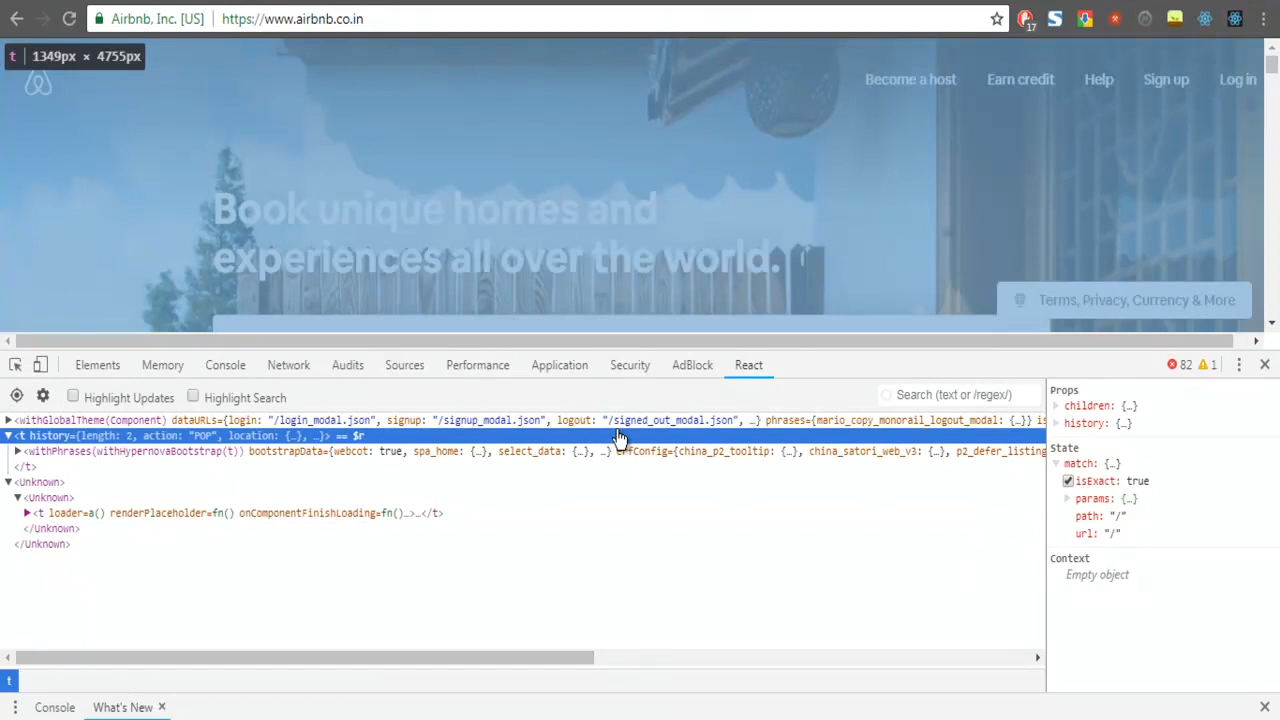 Airbnb, Inc. [US] https://www.airbnb.co.in 17
t 1349px × 4755px
Become a host Earn credit Help Sign up Log in
Book unique homes and
experiences all over the world.
Terms, Privacy, Currency & More
Elements Memory Console Network Audits Sources Performance Application Security AdBlock React 82 1
Highlight Updates Highlight Search Search (text or /regex/)
<withGlobalTheme(Component) dataURLs={login: "/login_modal.json", signup: "/signup_modal.json", logout: "/signed_out_modal.json", …} phrases={mario_copy_monorail_logout_modal: {…}} is
<t history={length: 2, action: "POP", location: {…}, …}> == $r
<withPhrases(withHypernovaBootstrap(t)) bootstrapData={webcot: true, spa_home: {…}, select_data: {…}, …} {china_p2_tooltip: {…}, china_satori_web_v3: {…}, p2_defer_listing
</t>
<Unknown>
<Unknown>
<t loader=a() renderPlaceholder=fn() onComponentFinishLoading=fn()…>…</t>
</Unknown>
</Unknown>
Props
children: {…}
history: {…}
State
match: {…}
isExact: true
params: {…}
path: "/"
url: "/"
Context
Empty object
t
Console What's New